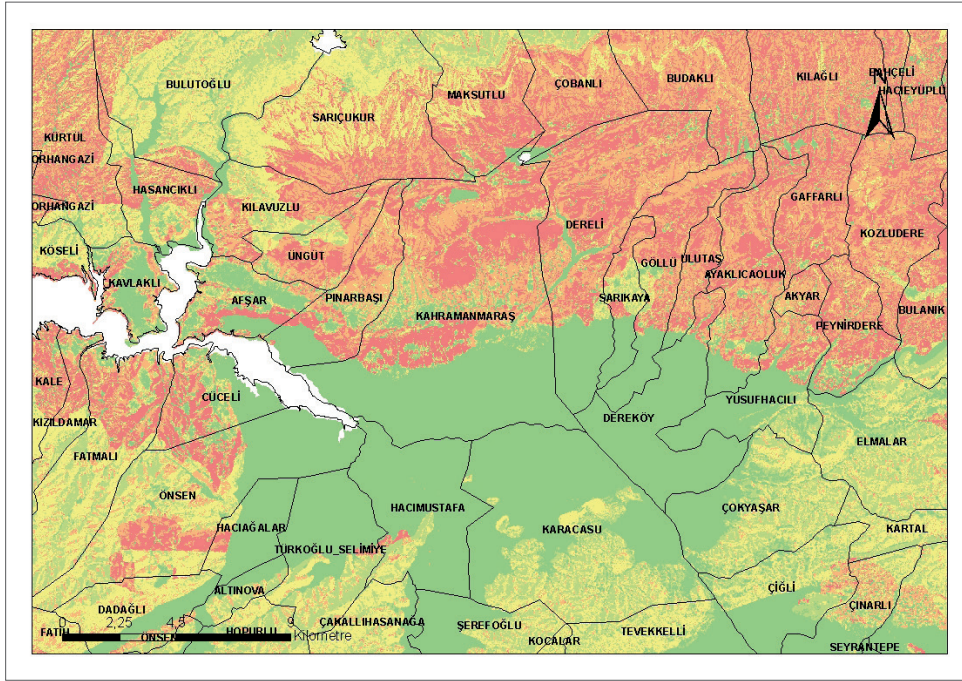 BULUTOĞLU
BUDAKLI
KILAĞLI
BAHÇELİ
N
HACIEYÜPLÜ
ÇOBANLI
MAKSUTLU
SARIÇUKUR
KÜRTÜL
ORHANGAZİ
HASANCIKLI
GAFFARLI
ORHANGAZİ
KILAVUZLU
DERELİ
KOZLUDERE
KÖSELİ
ÜNGÜT
GÖLLÜ
ULUTAŞ
AYAKLICAOLUK
KAVLAKLI
AFŞAR
PINARBAŞI
SARIKAYA
AKYAR
KAHRAMANMARAŞ
BULANIK
PEYNİRDERE
KALE
CÜCELİ
YUSUFHACILI
KIZILDAMAR
DEREKÖY
ELMALAR
FATMALI
ÖNSEN
HACIMUSTAFA
ÇOKYAŞAR
HACIAĞALAR
KARACASU
KARTAL
TÜRKOĞLU_SELİMİYE
ALTINOVA
ÇİĞLİ
ÇINARLI
DADAĞLI
0 2,25 4,5 9
Kilometre
ÇAKALLIHASANAĞA
ŞEREFOĞLU
TEVEKKELLİ
FATİH
ÖNSEN
HOPURLU
KOCALAR
SEYRANTEPE